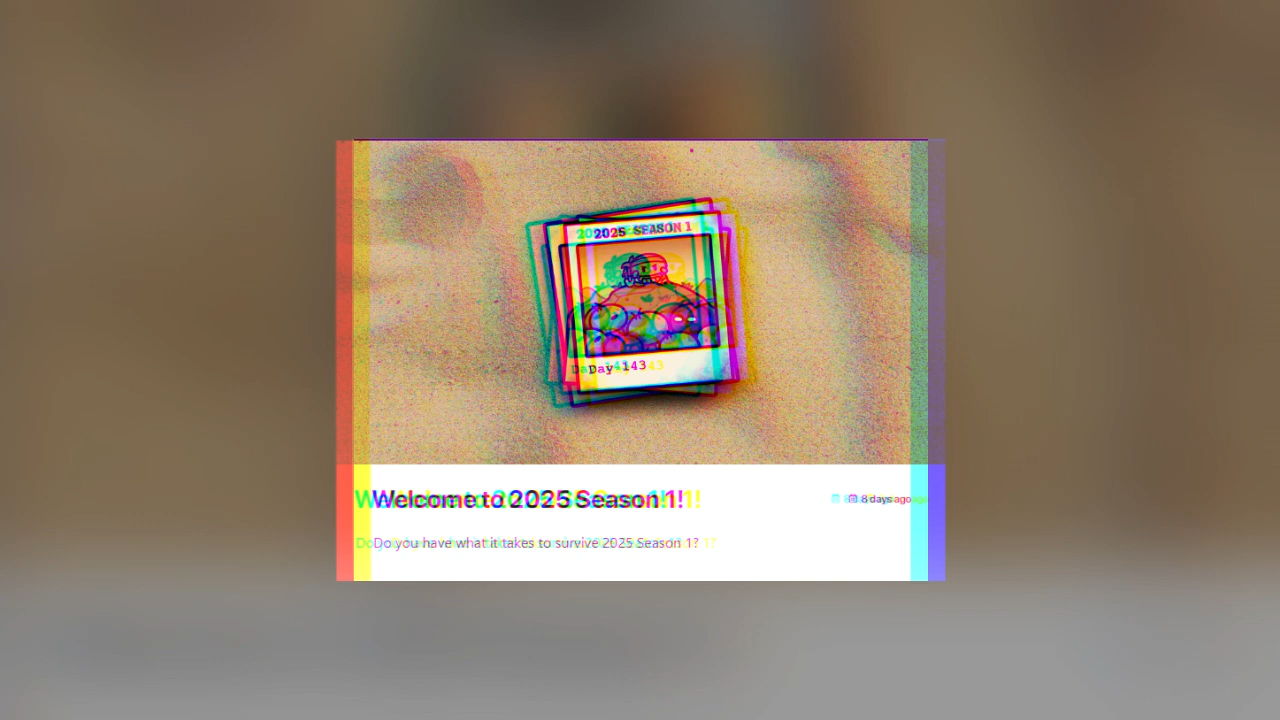 2025 SEASON 1
Day 143
Welcome to 2025 Season 1!
8 days ago
Do you have what it takes to survive 2025 Season 1?